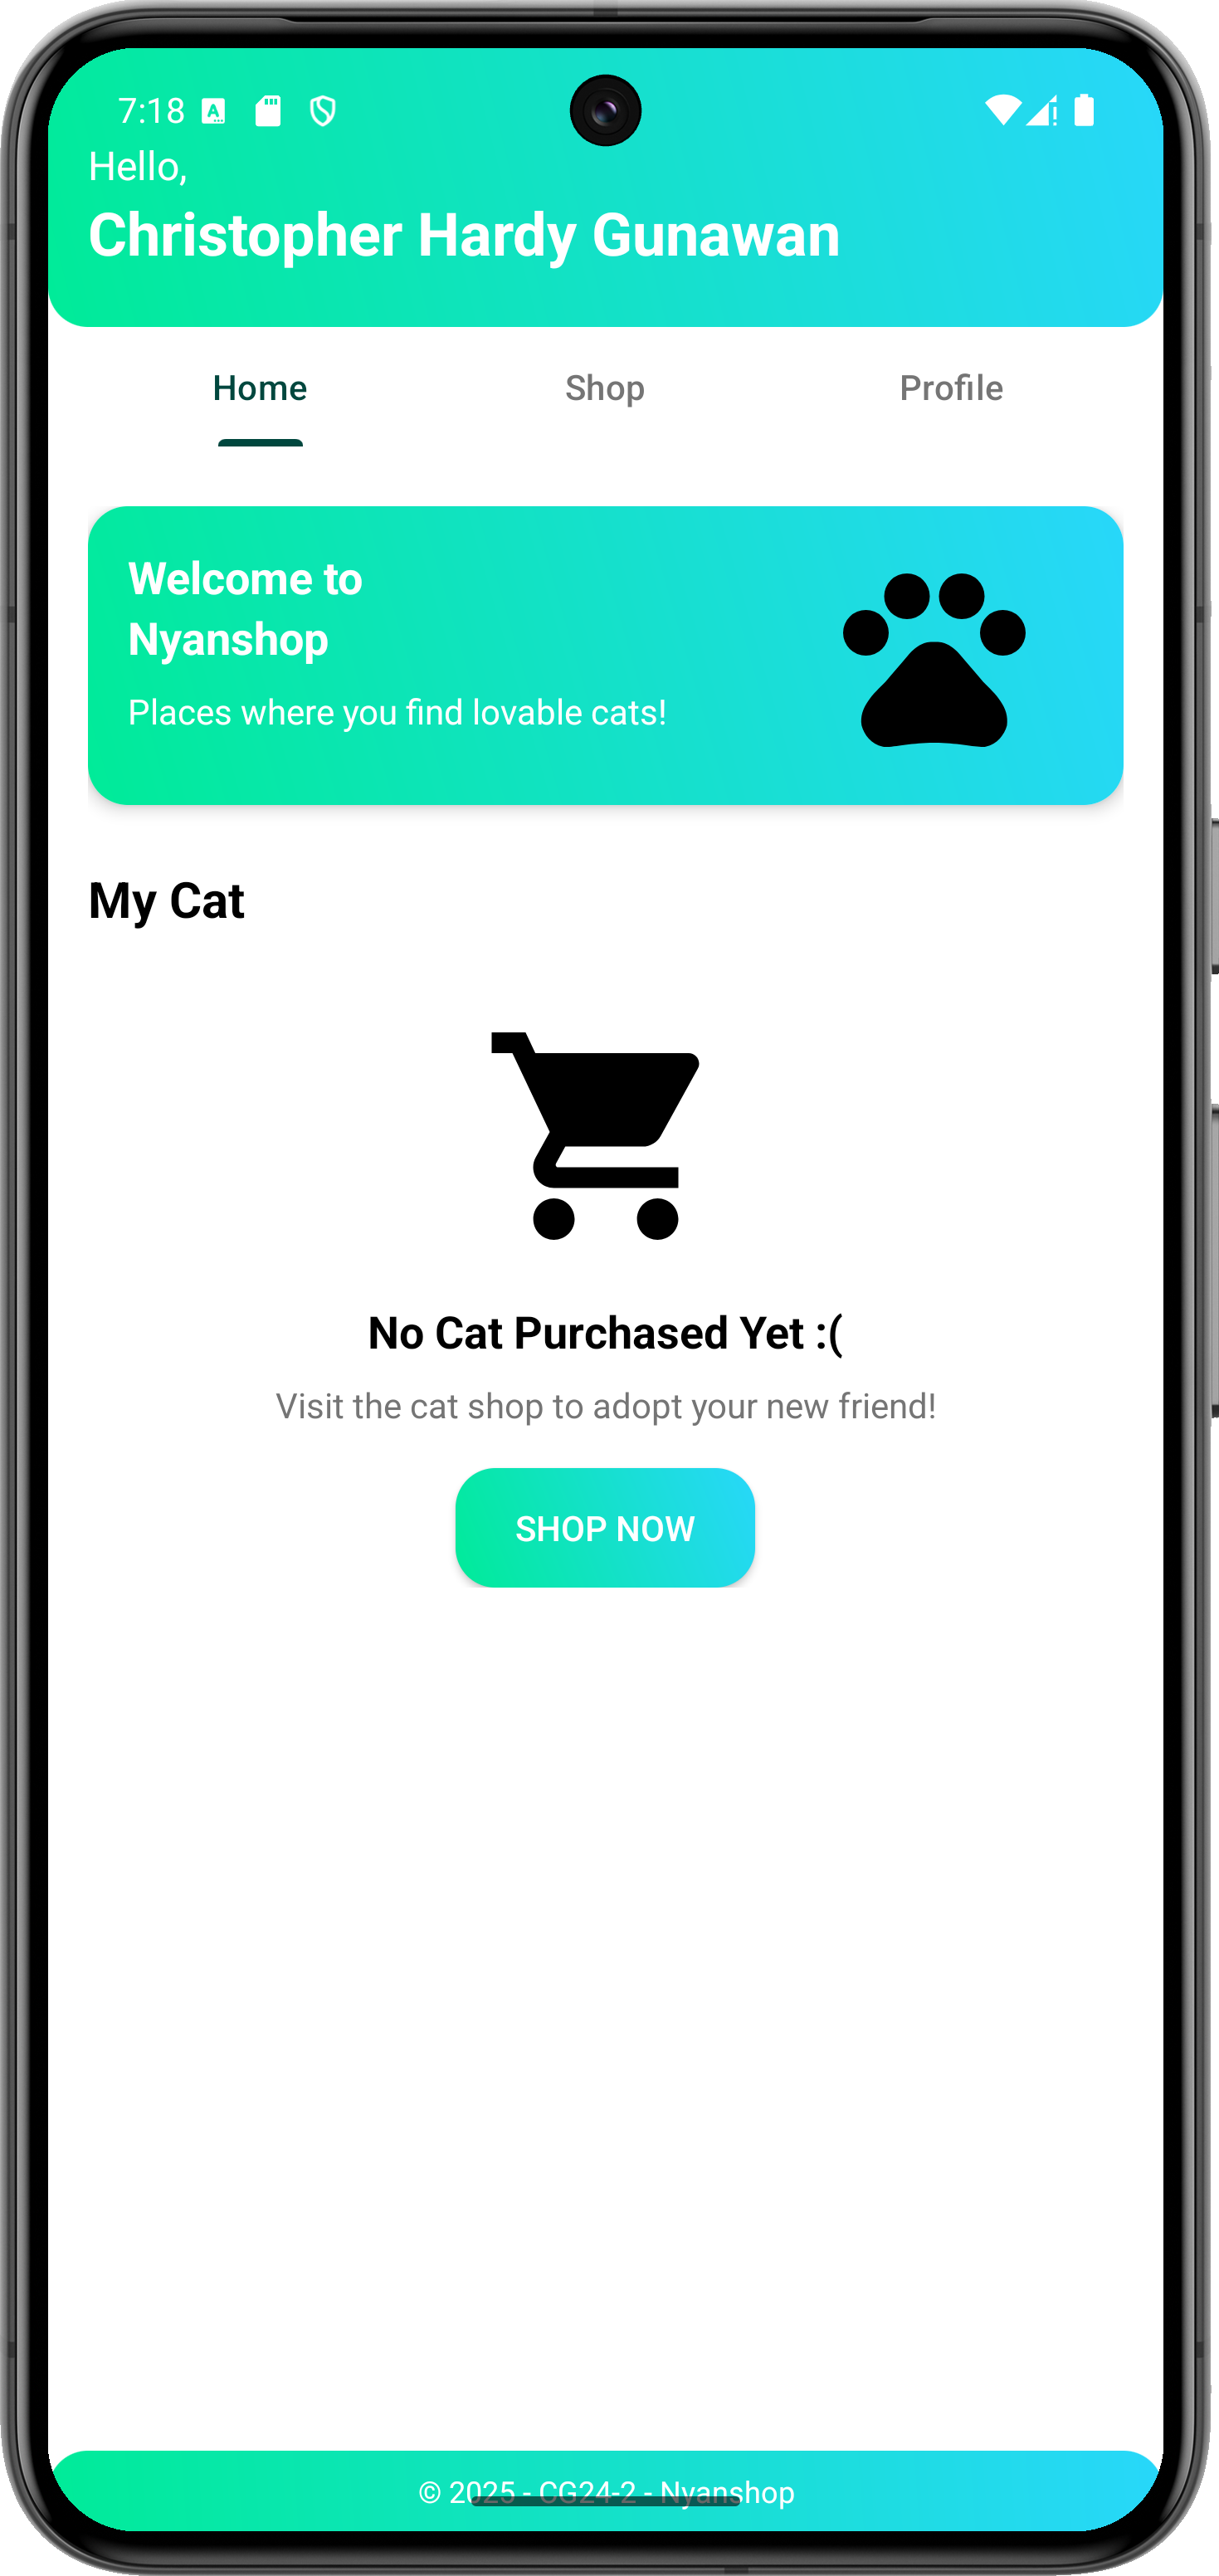 7:18
Hello,
Christopher Hardy Gunawan
Home Shop Profile
Welcome to
Nyanshop
Places where you find lovable cats!
My Cat
No Cat Purchased Yet :(
Visit the cat shop to adopt your new friend!
SHOP NOW
© 2025 - CG24-2 - Nyanshop